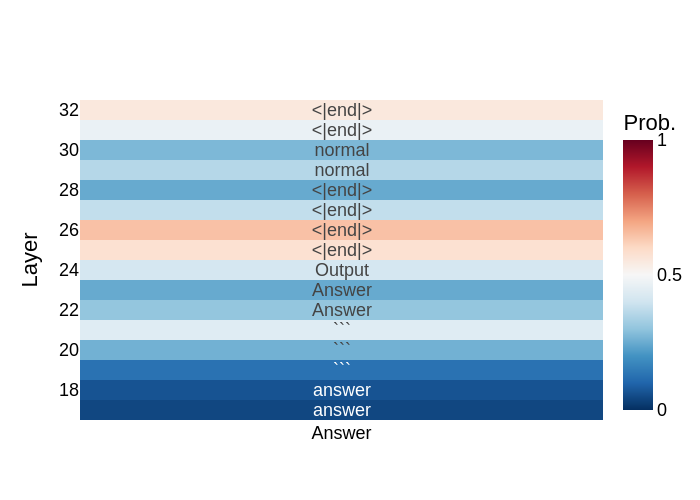 Prob.
32 <|end|> 1
<|end|>
30 normal
normal
28 <|end|>
<|end|>
26 <|end|>
<|end|>
24 Output 0.5
Answer
22 Answer
```
20 ```
```
18 answer
answer 0
Answer
Layer